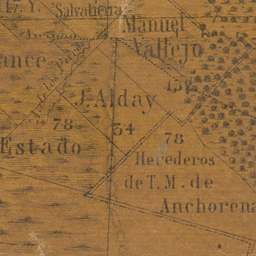 Salvatierra
Manuel
Vallejo
ance
J. Alday
78
54
78
Estado
Herederos
de T. M. de
Anchorena